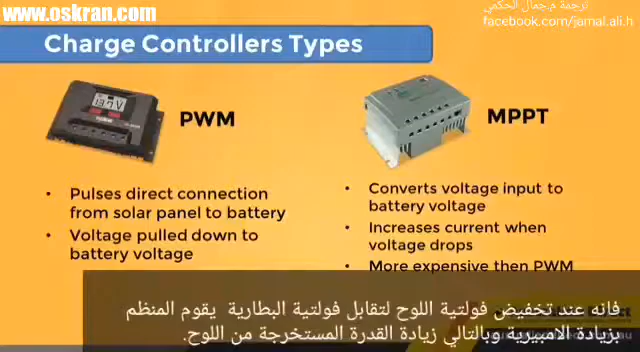 www.oskran.com
ترجمة م.جمال الحكمي
facebook.com/jamal.ali.h
Charge Controllers Types
13.7V
PWM
MPPT
• Pulses direct connection
from solar panel to battery
• Voltage pulled down to
battery voltage
• Converts voltage input to
battery voltage
• Increases current when
voltage drops
• More expensive then PWM
فانه عند تخفيض فولتية اللوح لتقابل فولتية البطارية يقوم المنظم
بزيادة الامبيرية وبالتالي زيادة القدرة المستخرجة من اللوح.